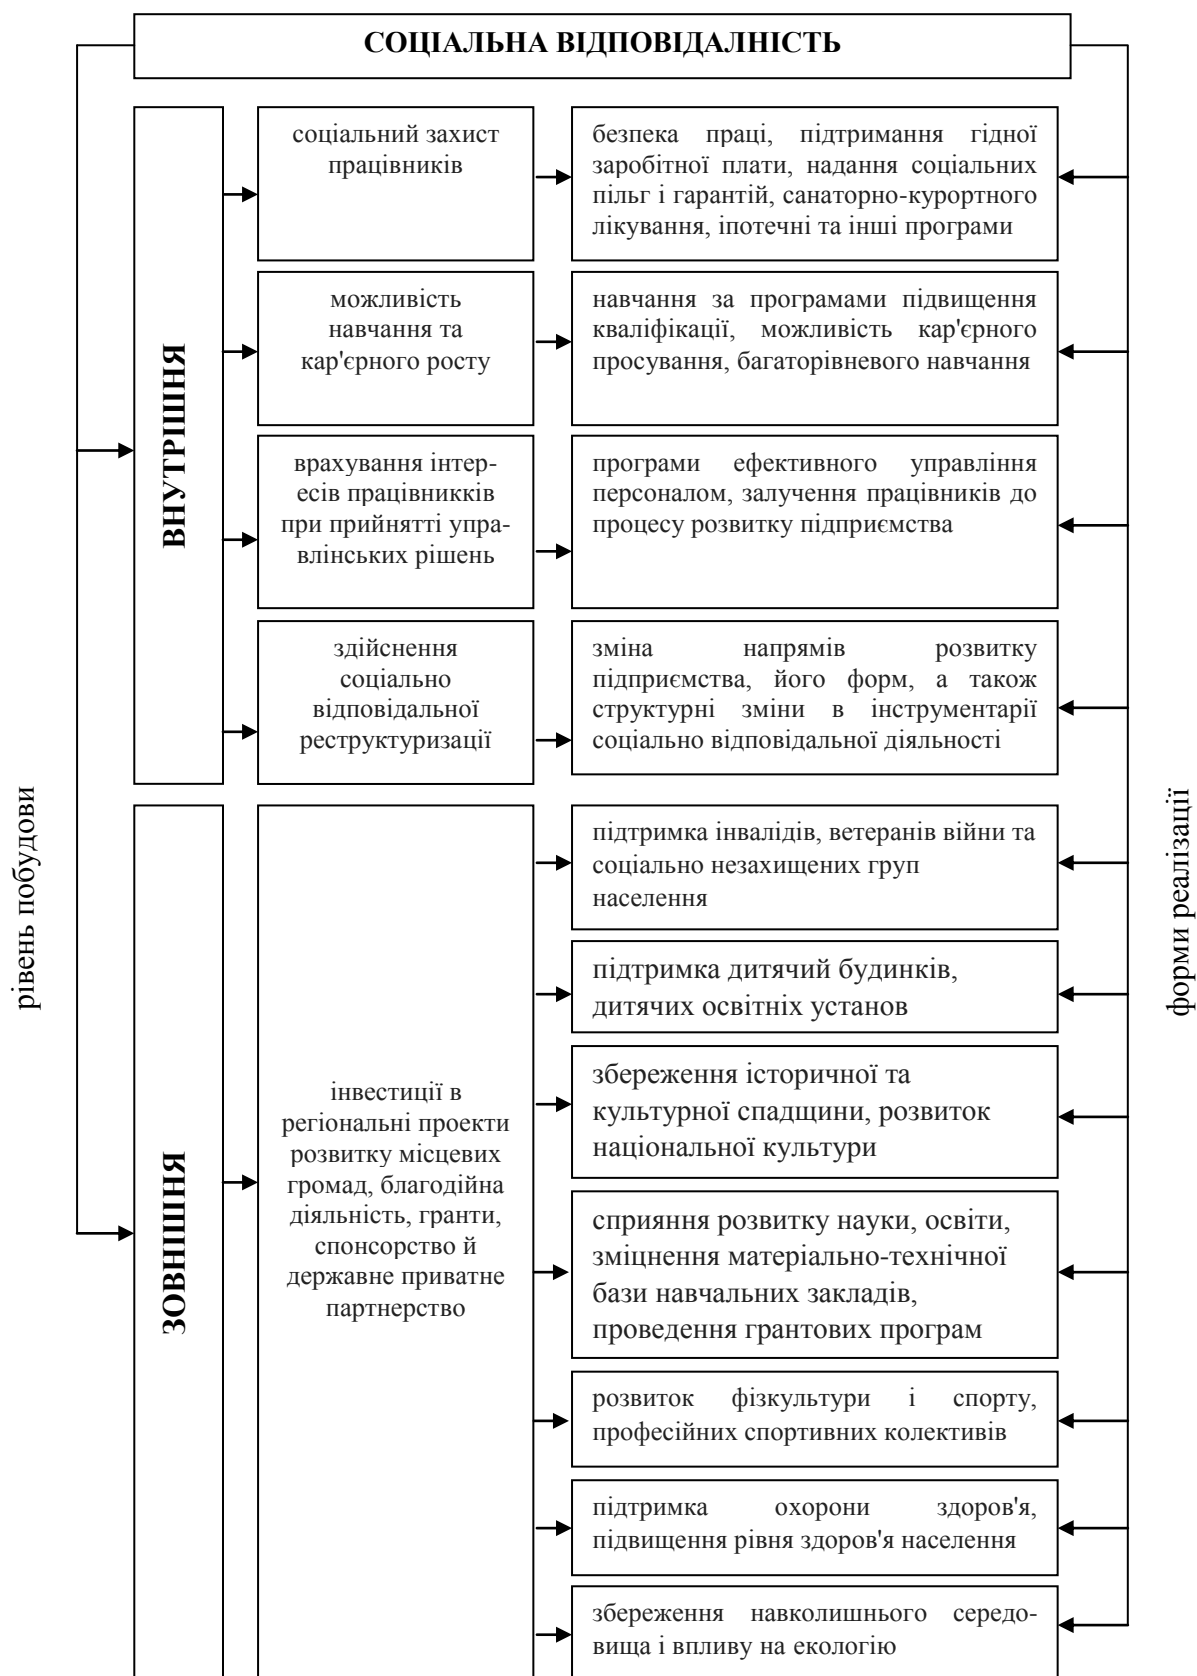 СОЦІАЛЬНА ВІДПОВІДАЛНІСТЬ
рівень побудови
форми реалізації
ВНУТРІШНЯ
соціальний захист
працівників
безпека праці, підтримання гідної
заробітної плати, надання соціальних
пільг і гарантій, санаторно-курортного
лікування, іпотечні та інші програми
можливість
навчання та
кар'єрного росту
навчання за програмами підвищення
кваліфікації, можливість кар'єрного
просування, багаторівневого навчання
врахування інтер-
есів працівникків
при прийнятті упра-
влінських рішень
програми ефективного управління
персоналом, залучення працівників до
процесу розвитку підприємства
здійснення
соціально
відповідальної
реструктуризації
зміна напрямів розвитку
підприємства, його форм, а також
структурні зміни в інструментарії
соціально відповідальної діяльності
ЗОВНІШНЯ
інвестиції в
регіональні проекти
розвитку місцевих
громад, благодійна
діяльність, гранти,
спонсорство й
державне приватне
партнерство
підтримка інвалідів, ветеранів війни та
соціально незахищених груп
населення
підтримка дитячий будинків,
дитячих освітніх установ
збереження історичної та
культурної спадщини, розвиток
національної культури
сприяння розвитку науки, освіти,
зміцнення матеріально-технічної
бази навчальних закладів,
проведення грантових програм
розвиток фізкультури і спорту,
професійних спортивних колективів
підтримка охорони здоров'я,
підвищення рівня здоров'я населення
збереження навколишнього середо-
вища і впливу на екологію